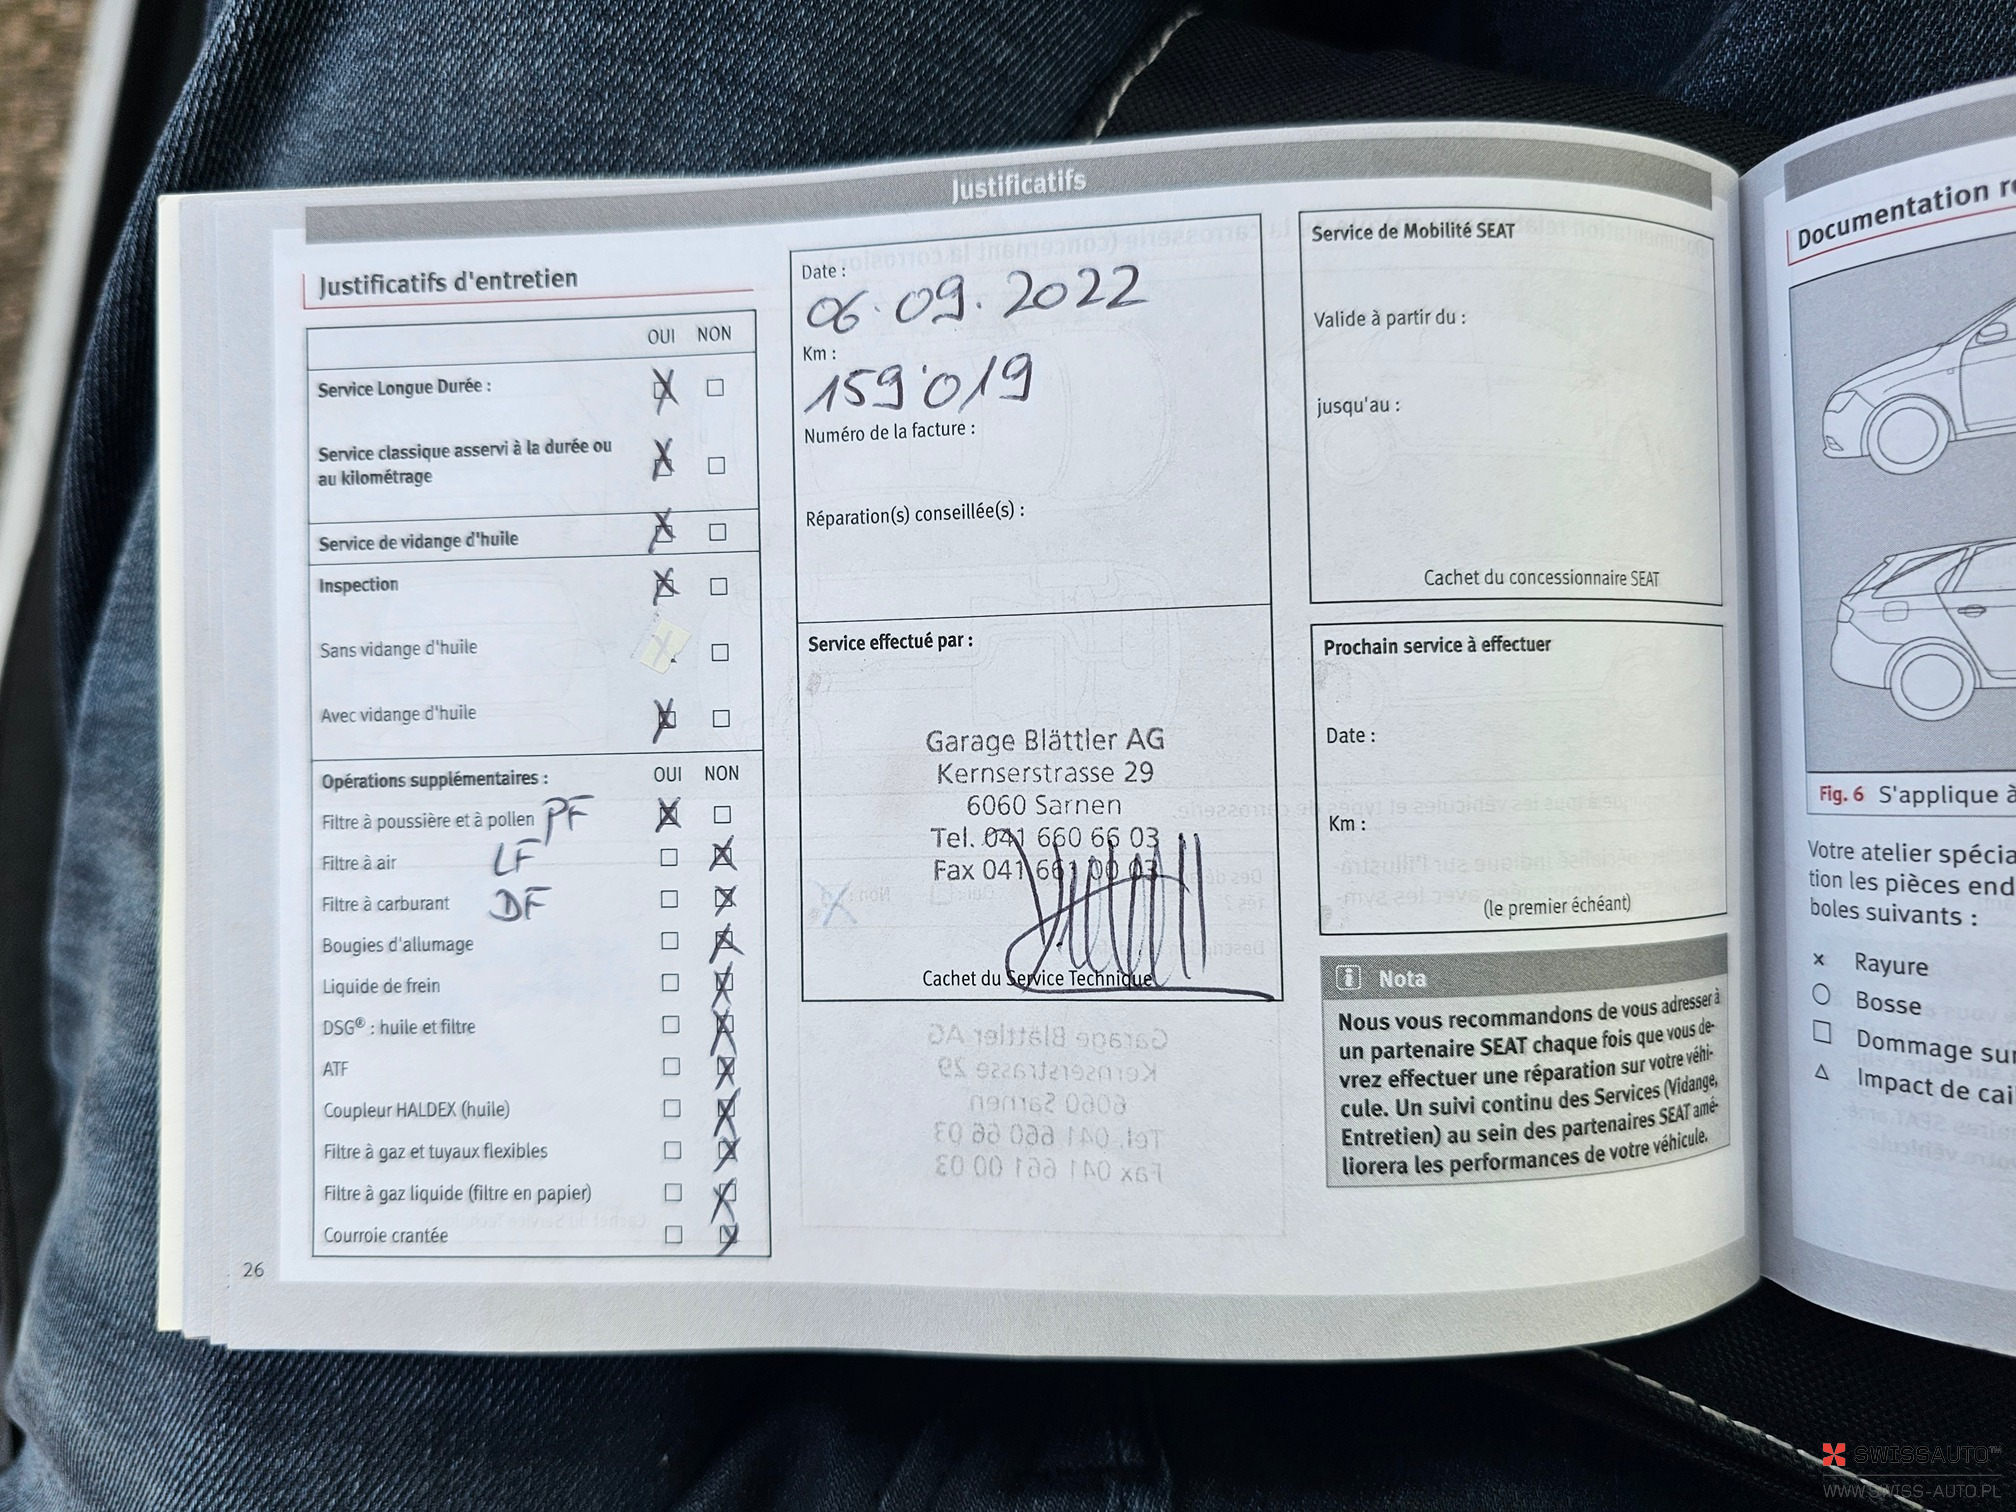 Justificatifs
Justificatifs d'entretien
OUI NON
Service Longue Durée :
Service classique asservi à la durée ou
au kilométrage
Service de vidange d'huile
Inspection
Sans vidange d'huile
Avec vidange d'huile
Opérations supplémentaires : OUI NON
Filtre à poussière et à pollen PF
Filtre à air LF
Filtre à carburant DF
Bougies d'allumage
Liquide de frein
DSG® : huile et filtre
ATF
Coupleur HALDEX (huile)
Filtre à gaz et tuyaux flexibles
Filtre à gaz liquide (filtre en papier)
Courroie crantée
26
Date :
06.09.2022
Km :
159'019
Numéro de la facture :
Réparation(s) conseillée(s) :
Service effectué par :
Garage Blättler AG
Kernserstrasse 29
6060 Sarnen
Tel. 041 660 66 03
Fax 041 661 00 03
Cachet du Service Technique
Service de Mobilité SEAT
Valide à partir du :
jusqu'au :
Cachet du concessionnaire SEAT
Prochain service à effectuer
Date :
Km :
(le premier échéant)
i Nota
Nous vous recommandons de vous adresser à
un partenaire SEAT chaque fois que vous de-
vrez effectuer une réparation sur votre véhi-
cule. Un suivi continu des Services (Vidange,
Entretien) au sein des partenaires SEAT amé-
liorera les performances de votre véhicule.
Documentation re
Fig. 6 S'applique à
Votre atelier spécia
tion les pièces end
boles suivants :
x Rayure
Bosse
Dommage sur
Impact de cai
SWISSAUTO™
WWW.SWISS-AUTO.PL